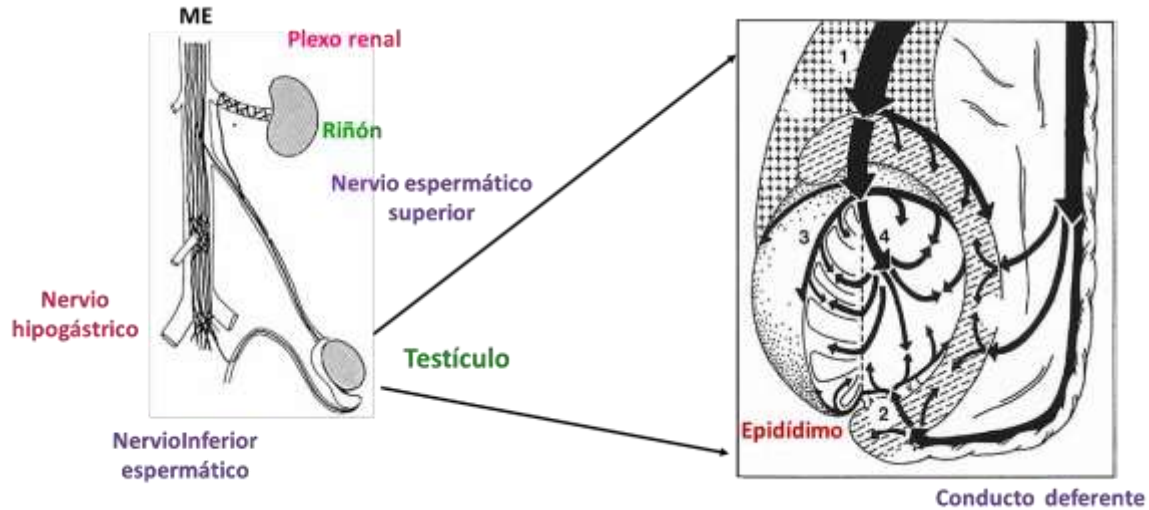 ME
Plexo renal
Riñón
Nervio espermático
superior
Nervio
hipogástrico
Testículo
NervioInferior
espermático
1
3
4
2
Epidídimo
Conducto deferente